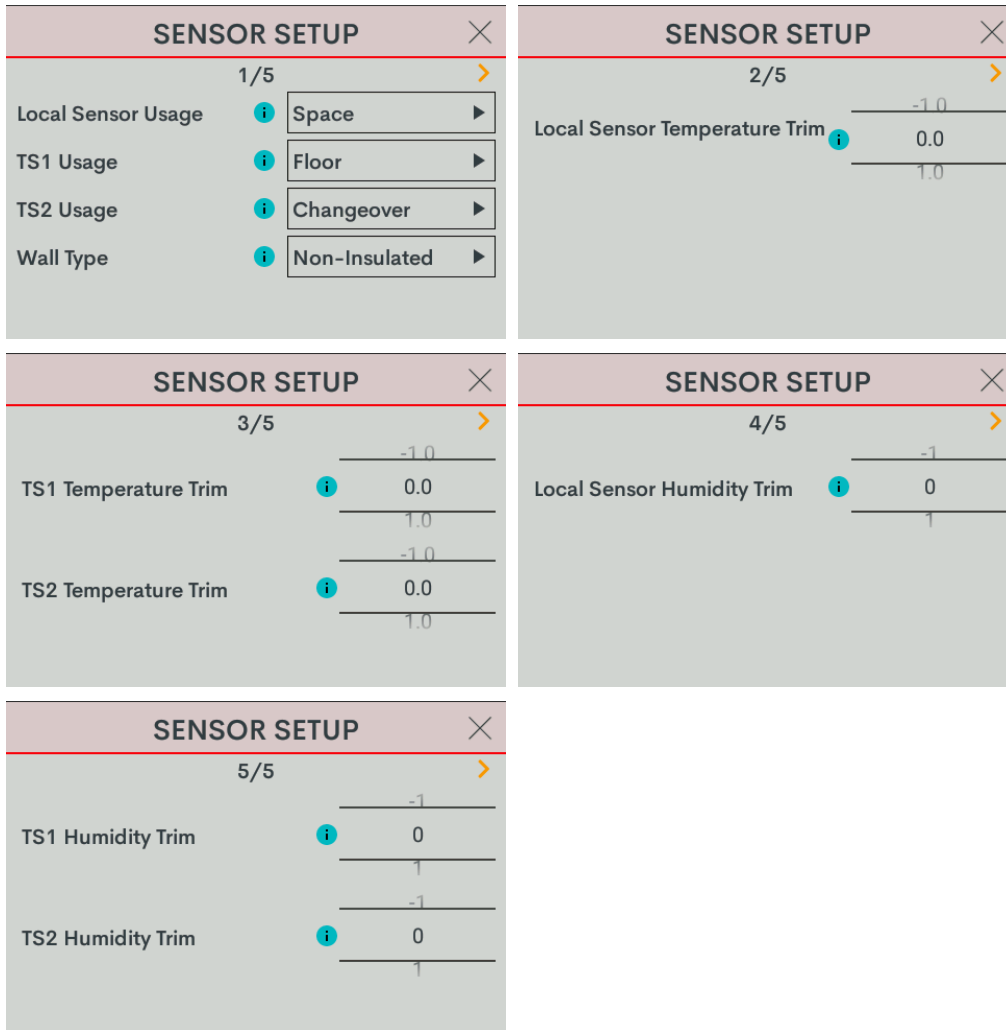 SENSOR SETUP
1/5
Local Sensor Usage i Space
TS1 Usage i Floor
TS2 Usage i Changeover
Wall Type i Non-Insulated
SENSOR SETUP
2/5
-1.0
Local Sensor Temperature Trim i 0.0
1.0
SENSOR SETUP
3/5
-1.0
TS1 Temperature Trim i 0.0
1.0
-1.0
TS2 Temperature Trim i 0.0
1.0
SENSOR SETUP
4/5
-1
Local Sensor Humidity Trim i 0
1
SENSOR SETUP
5/5
-1
TS1 Humidity Trim i 0
1
-1
TS2 Humidity Trim i 0
1